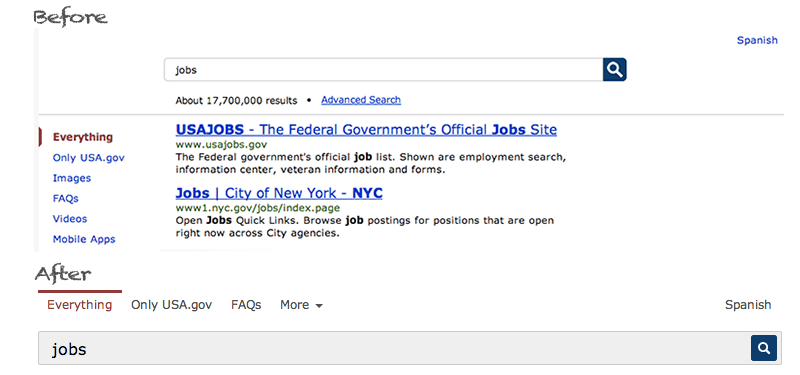 Before
Spanish
jobs
About 17,700,000 results • Advanced Search
Everything
Only USA.gov
Images
FAQs
Videos
Mobile Apps
USAJOBS - The Federal Government's Official Jobs Site
www.usajobs.gov
The Federal government's official job list. Shown are employment search,
information center, veteran information and forms.
Jobs | City of New York - NYC
www1.nyc.gov/jobs/index.page
Open Jobs Quick Links. Browse job postings for positions that are open
right now across City agencies.
After
Everything Only USA.gov FAQs More Spanish
jobs